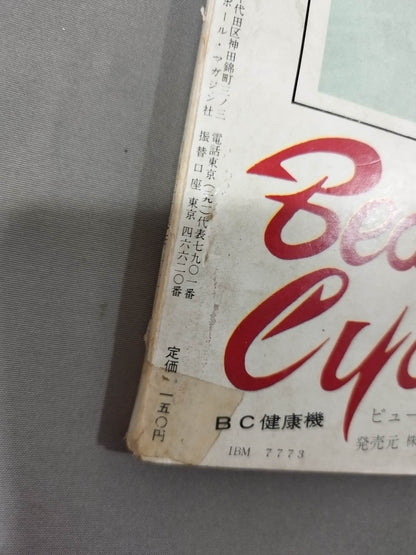 代田区神田錦町三ノ三 電話東京(二九一)代表七九〇一番
ボール・マガジン社 振替口座東京四六六二〇番
定価 一五〇円
Bea
Cyc
BC健康機
ビュー
発売元 株
IBM 7773